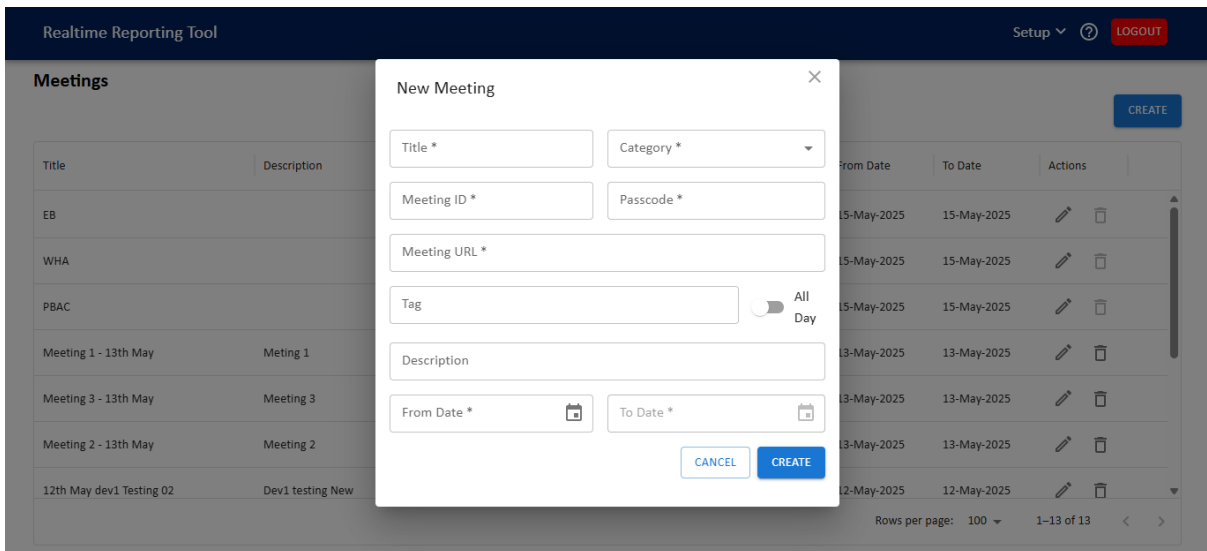 Realtime Reporting Tool Setup LOGOUT
Meetings
CREATE
New Meeting
Title * Category *
Meeting ID * Passcode *
Meeting URL *
Tag All Day
Description
From Date * To Date *
CANCEL CREATE
Title Description From Date To Date Actions
EB 15-May-2025 15-May-2025
WHA 15-May-2025 15-May-2025
PBAC 15-May-2025 15-May-2025
Meeting 1 - 13th May Meting 1 13-May-2025 13-May-2025
Meeting 3 - 13th May Meeting 3 13-May-2025 13-May-2025
Meeting 2 - 13th May Meeting 2 13-May-2025 13-May-2025
12th May dev1 Testing 02 Dev1 testing New 12-May-2025 12-May-2025
Rows per page: 100 1–13 of 13